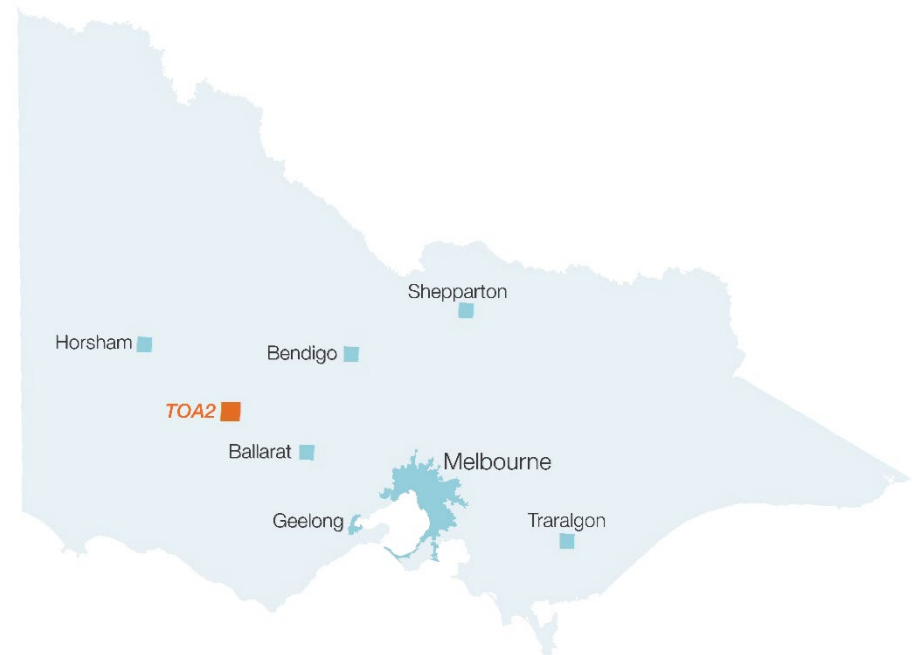 Shepparton
Horsham
Bendigo
TOA2
Ballarat
Melbourne
Geelong
Traralgon